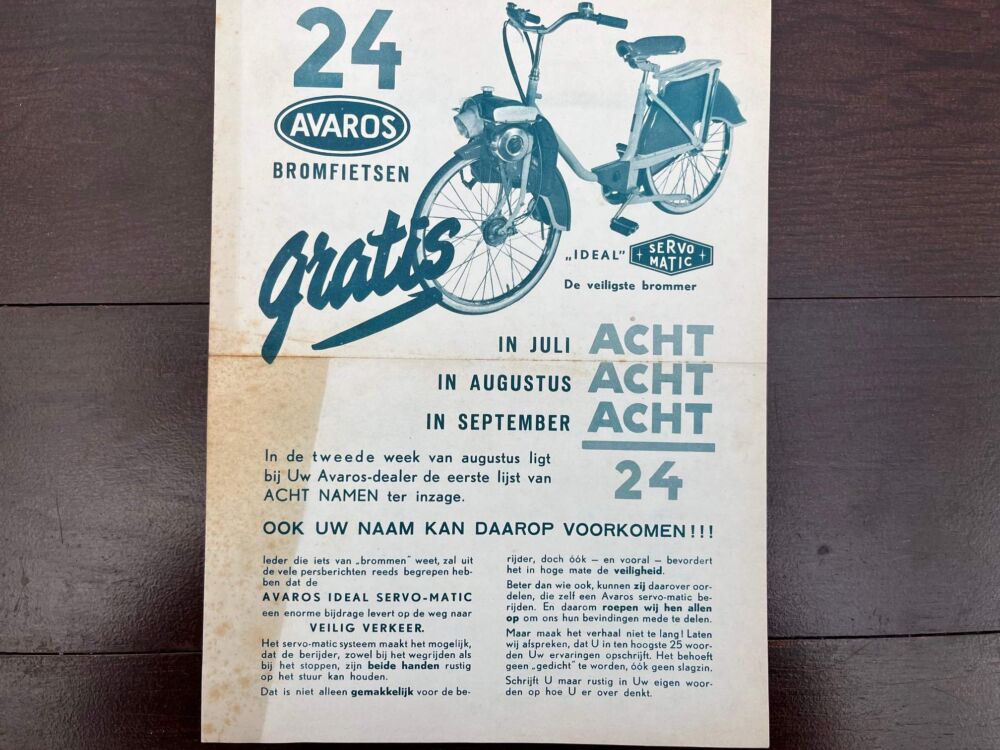 24
AVAROS
BROMFIETSEN
gratis
„IDEAL” SERVO MATIC
De veiligste brommer
IN JULI ACHT
IN AUGUSTUS ACHT
IN SEPTEMBER ACHT
24
In de tweede week van augustus ligt
bij Uw Avaros-dealer de eerste lijst van
ACHT NAMEN ter inzage.
OOK UW NAAM KAN DAAROP VOORKOMEN!!!
Ieder die iets van „brommen” weet, zal uit
de vele persberichten reeds begrepen heb-
ben dat de
AVAROS IDEAL SERVO-MATIC
een enorme bijdrage levert op de weg naar
VEILIG VERKEER.
Het servo-matic systeem maakt het mogelijk,
dat de berijder, zowel bij het wegrijden als
bij het stoppen, zijn beide handen rustig
op het stuur kan houden.
Dat is niet alleen gemakkelijk voor de be-
rijder, doch óók — en vooral — bevordert
het in hoge mate de veiligheid.
Beter dan wie ook, kunnen zij daarover oor-
delen, die zelf een Avaros servo-matic be-
rijden. En daarom roepen wij hen allen
op om ons hun bevindingen mede te delen.
Maar maak het verhaal niet te lang! Laten
wij afspreken, dat U in ten hoogste 25 woor-
den Uw ervaringen opschrijft. Het behoeft
geen „gedicht” te worden, óók geen slagzin.
Schrijft U maar rustig in Uw eigen woor-
den op hoe U er over denkt.